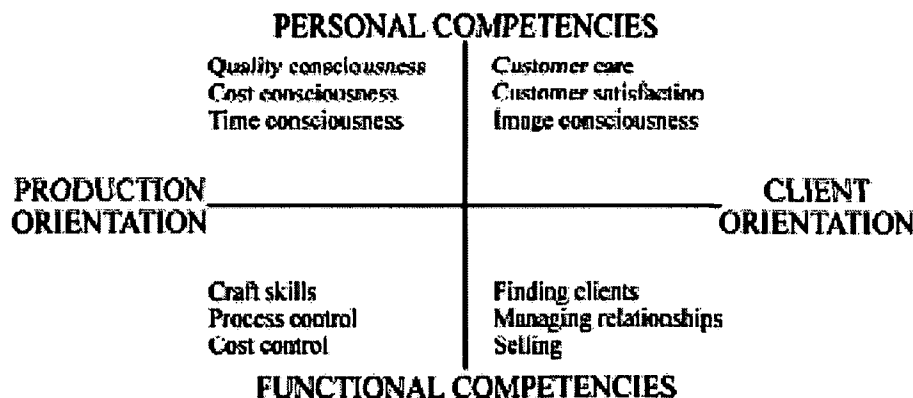 PERSONAL COMPETENCIES
Quality consciousness
Cost consciousness
Time consciousness
Customer care
Customer satisfaction
Image consciousness
PRODUCTION
ORIENTATION
CLIENT
ORIENTATION
Craft skills
Process control
Cost control
Finding clients
Managing relationships
Selling
FUNCTIONAL COMPETENCIES